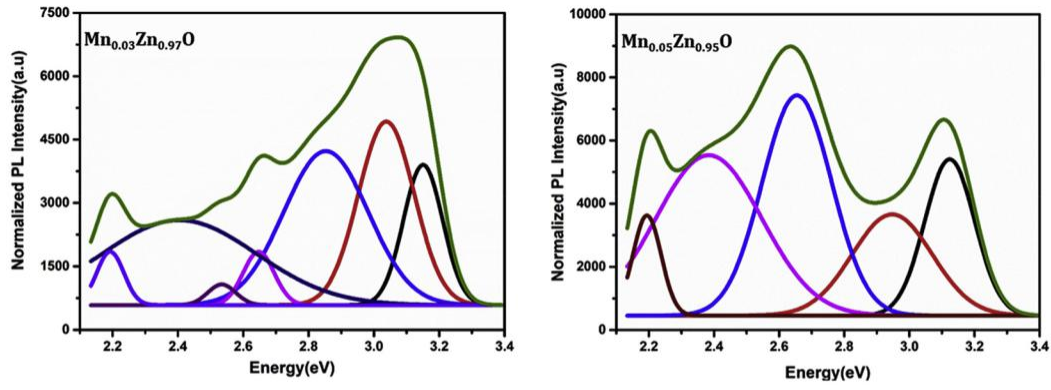 Mn₀.₀₃Zn₀.₉₇O
Normalized PL Intensity(a.u)
7500
6000
4500
3000
1500
0
2.2 2.4 2.6 2.8 3.0 3.2 3.4
Energy(eV)
Mn₀.₀₅Zn₀.₉₅O
Normalized PL Intensity(a.u)
10000
8000
6000
4000
2000
0
2.2 2.4 2.6 2.8 3.0 3.2 3.4
Energy(eV)